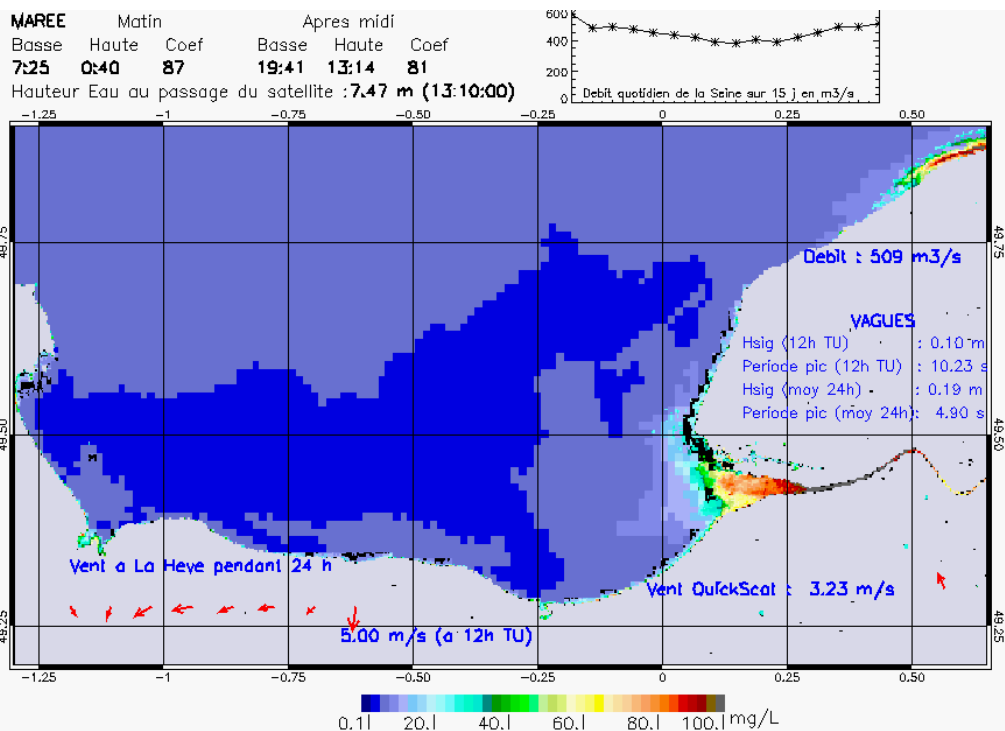 MAREE Matin Apres midi
Basse Haute Coef Basse Haute Coef
7:25 0:40 87 19:41 13:14 81
Hauteur Eau au passage du satellite : 7.47 m (13:10:00)
600
400
200
0
Debit quotidien de la Seine sur 15 j en m3/s
−1.25 −1 −0.75 −0.50 −0.25 0 0.25 0.50
49.75 49.75
Debit : 509 m3/s
VAGUES
Hsig (12h TU) : 0.10 m
Periode pic (12h TU) : 10.23 s
Hsig (moy 24h) : 0.19 m
Periode pic (moy 24h): 4.90 s
49.50 49.50
Vent a La Heve pendant 24 h
Vent QuickScat : 3.23 m/s
49.25 49.25
5.00 m/s (a 12h TU)
−1.25 −1 −0.75 −0.50 −0.25 0 0.25 0.50
0.1| 20.1| 40.1| 60.1| 80.1| 100.1 mg/L